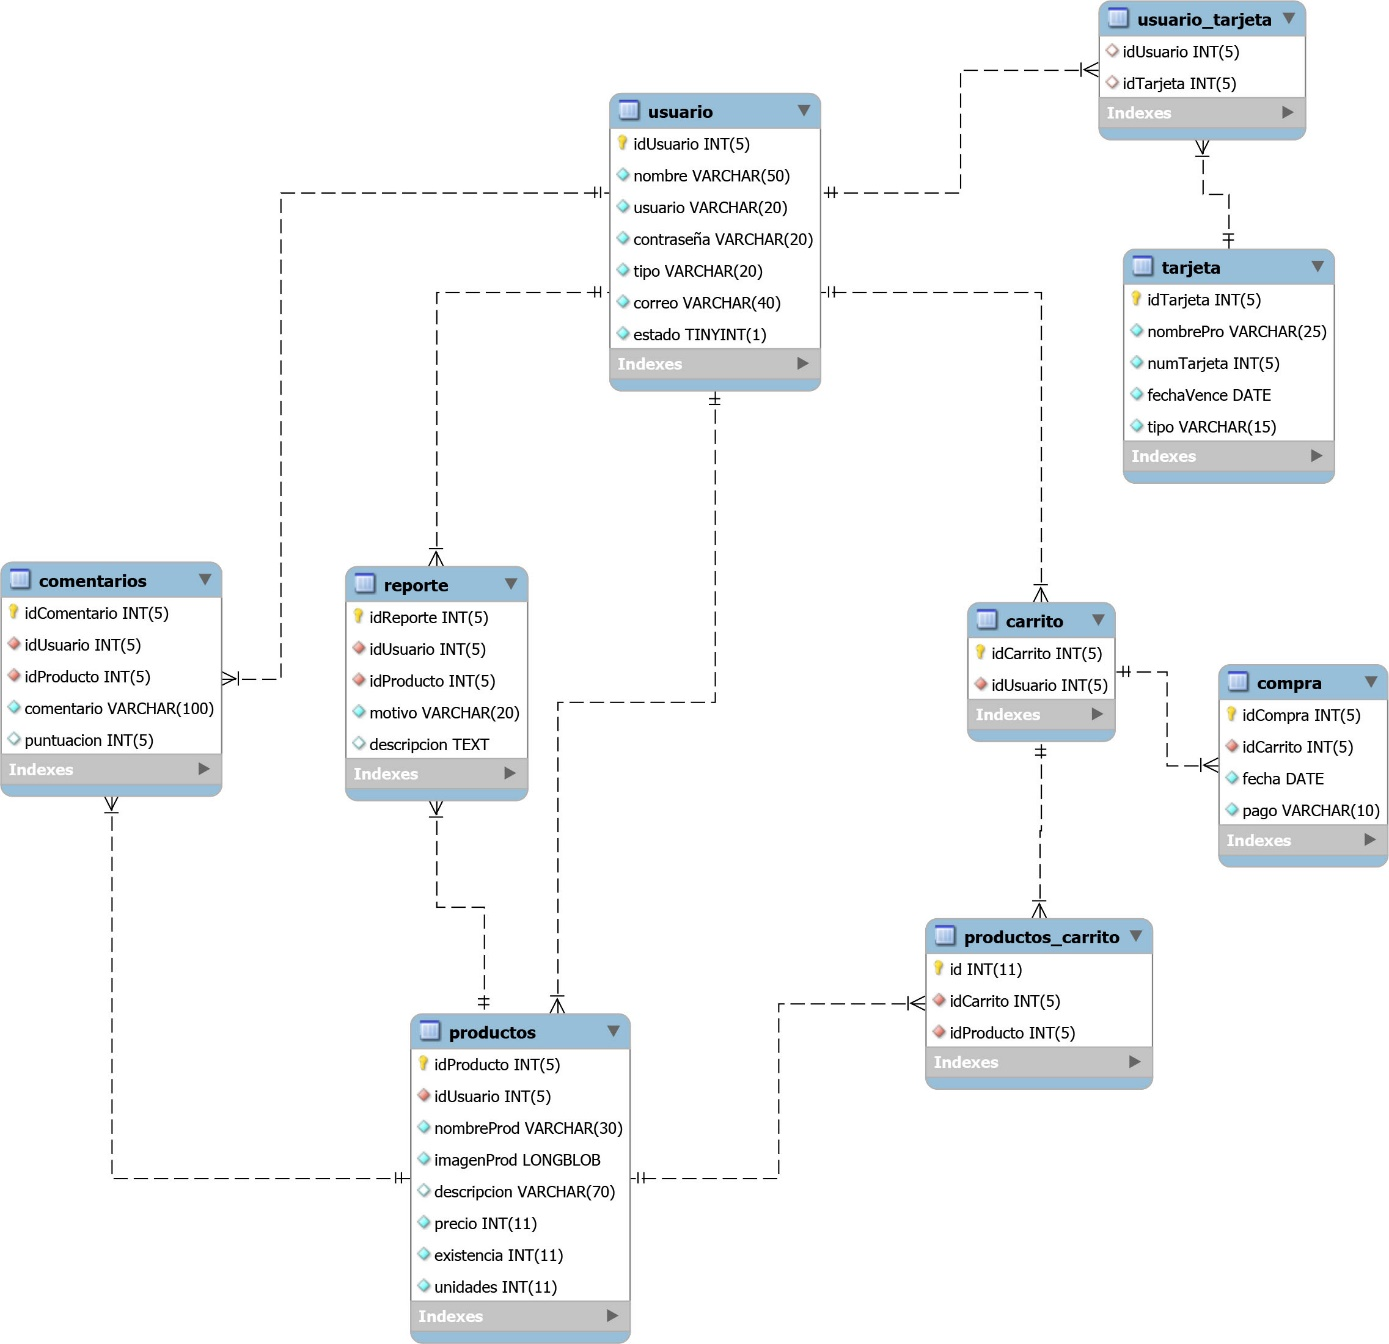 usuario_tarjeta
idUsuario INT(5)
idTarjeta INT(5)
Indexes
usuario
idUsuario INT(5)
nombre VARCHAR(50)
usuario VARCHAR(20)
contraseña VARCHAR(20)
tipo VARCHAR(20)
correo VARCHAR(40)
estado TINYINT(1)
Indexes
tarjeta
idTarjeta INT(5)
nombrePro VARCHAR(25)
numTarjeta INT(5)
fechaVence DATE
tipo VARCHAR(15)
Indexes
comentarios
idComentario INT(5)
idUsuario INT(5)
idProducto INT(5)
comentario VARCHAR(100)
puntuacion INT(5)
Indexes
reporte
idReporte INT(5)
idUsuario INT(5)
idProducto INT(5)
motivo VARCHAR(20)
descripcion TEXT
Indexes
carrito
idCarrito INT(5)
idUsuario INT(5)
Indexes
compra
idCompra INT(5)
idCarrito INT(5)
fecha DATE
pago VARCHAR(10)
Indexes
productos_carrito
id INT(11)
idCarrito INT(5)
idProducto INT(5)
Indexes
productos
idProducto INT(5)
idUsuario INT(5)
nombreProd VARCHAR(30)
imagenProd LONGBLOB
descripcion VARCHAR(70)
precio INT(11)
existencia INT(11)
unidades INT(11)
Indexes